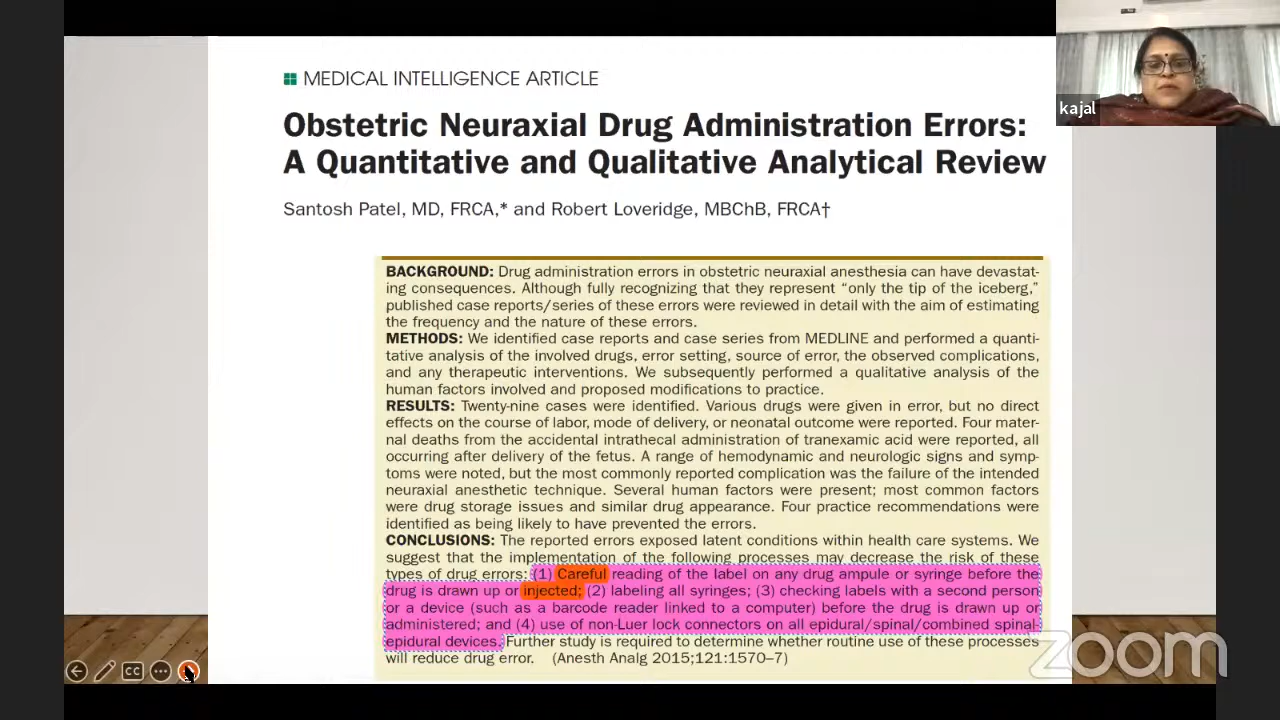 MEDICAL INTELLIGENCE ARTICLE
Obstetric Neuraxial Drug Administration Errors:
A Quantitative and Qualitative Analytical Review
Santosh Patel, MD, FRCA,* and Robert Loveridge, MBChB, FRCA†
kajal
BACKGROUND: Drug administration errors in obstetric neuraxial anesthesia can have devastat-
ing consequences. Although fully recognizing that they represent “only the tip of the iceberg,”
published case reports/series of these errors were reviewed in detail with the aim of estimating
the frequency and the nature of these errors.
METHODS: We identified case reports and case series from MEDLINE and performed a quanti-
tative analysis of the involved drugs, error setting, source of error, the observed complications,
and any therapeutic interventions. We subsequently performed a qualitative analysis of the
human factors involved and proposed modifications to practice.
RESULTS: Twenty-nine cases were identified. Various drugs were given in error, but no direct
effects on the course of labor, mode of delivery, or neonatal outcome were reported. Four mater-
nal deaths from the accidental intrathecal administration of tranexamic acid were reported, all
occurring after delivery of the fetus. A range of hemodynamic and neurologic signs and symp-
toms were noted, but the most commonly reported complication was the failure of the intended
neuraxial anesthetic technique. Several human factors were present; most common factors
were drug storage issues and similar drug appearance. Four practice recommendations were
identified as being likely to have prevented the errors.
CONCLUSIONS: The reported errors exposed latent conditions within health care systems. We
suggest that the implementation of the following processes may decrease the risk of these
types of drug errors: (1) Careful reading of the label on any drug ampule or syringe before the
drug is drawn up or injected; (2) labeling all syringes; (3) checking labels with a second person
or a device (such as a barcode reader linked to a computer) before the drug is drawn up or
administered; and (4) use of non-Luer lock connectors on all epidural/spinal/combined spinal-
epidural devices. Further study is required to determine whether routine use of these processes
will reduce drug error. (Anesth Analg 2015;121:1570–7)
CC
zoom